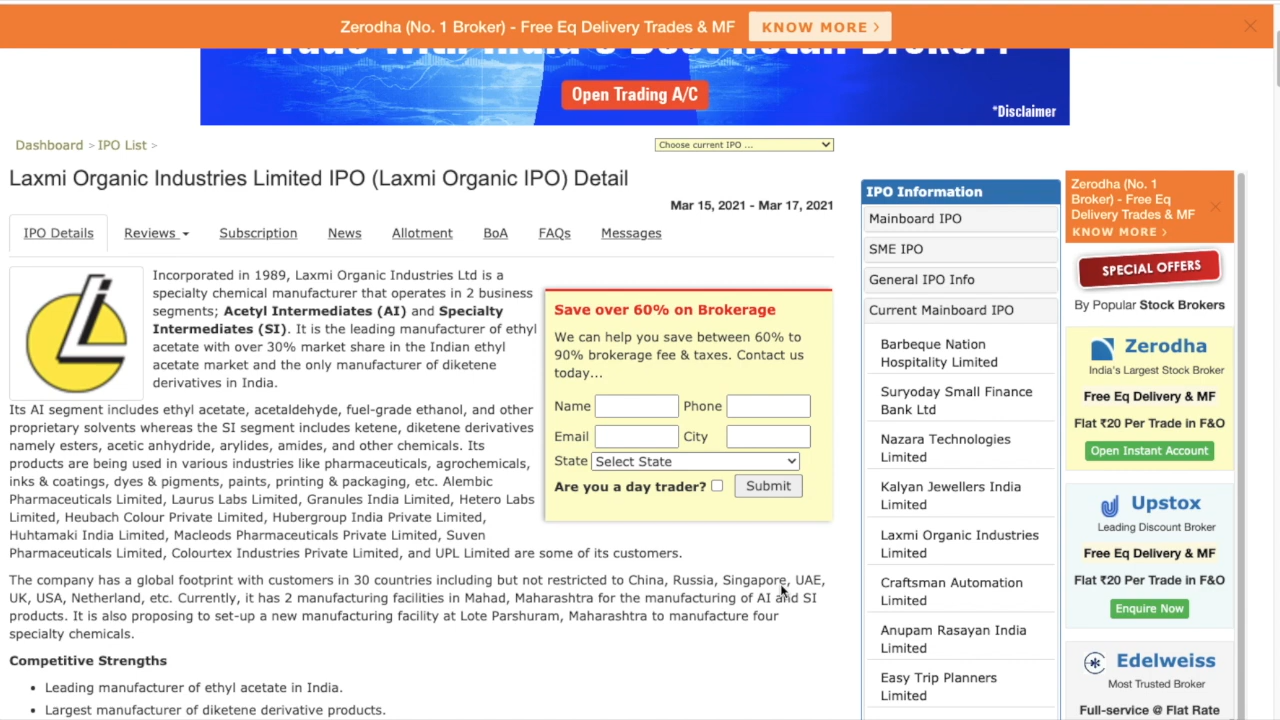 Zerodha (No. 1 Broker) - Free Eq Delivery Trades & MF
KNOW MORE >
Open Trading A/C
*Disclaimer
Dashboard > IPO List >
Choose current IPO ...
Laxmi Organic Industries Limited IPO (Laxmi Organic IPO) Detail
Mar 15, 2021 - Mar 17, 2021
IPO Details
Reviews
Subscription
News
Allotment
BoA
FAQs
Messages
Incorporated in 1989, Laxmi Organic Industries Ltd is a
specialty chemical manufacturer that operates in 2 business
segments; Acetyl Intermediates (AI) and Specialty
Intermediates (SI). It is the leading manufacturer of ethyl
acetate with over 30% market share in the Indian ethyl
acetate market and the only manufacturer of diketene
derivatives in India.
Its AI segment includes ethyl acetate, acetaldehyde, fuel-grade ethanol, and other
proprietary solvents whereas the SI segment includes ketene, diketene derivatives
namely esters, acetic anhydride, arylides, amides, and other chemicals. Its
products are being used in various industries like pharmaceuticals, agrochemicals,
inks & coatings, dyes & pigments, paints, printing & packaging, etc. Alembic
Pharmaceuticals Limited, Laurus Labs Limited, Granules India Limited, Hetero Labs
Limited, Heubach Colour Private Limited, Hubergroup India Private Limited,
Huhtamaki India Limited, Macleods Pharmaceuticals Private Limited, Suven
Pharmaceuticals Limited, Colourtex Industries Private Limited, and UPL Limited are some of its customers.
The company has a global footprint with customers in 30 countries including but not restricted to China, Russia, Singapore, UAE,
UK, USA, Netherland, etc. Currently, it has 2 manufacturing facilities in Mahad, Maharashtra for the manufacturing of AI and SI
products. It is also proposing to set-up a new manufacturing facility at Lote Parshuram, Maharashtra to manufacture four
specialty chemicals.
Competitive Strengths
• Leading manufacturer of ethyl acetate in India.
• Largest manufacturer of diketene derivative products.
Save over 60% on Brokerage
We can help you save between 60% to
90% brokerage fee & taxes. Contact us
today...
Name
Phone
Email
City
State Select State
Are you a day trader?
Submit
IPO Information
Mainboard IPO
SME IPO
General IPO Info
Current Mainboard IPO
Barbeque Nation
Hospitality Limited
Suryoday Small Finance
Bank Ltd
Nazara Technologies
Limited
Kalyan Jewellers India
Limited
Laxmi Organic Industries
Limited
Craftsman Automation
Limited
Anupam Rasayan India
Limited
Easy Trip Planners
Limited
Zerodha (No. 1
Broker) - Free Eq
Delivery Trades & MF
KNOW MORE >
SPECIAL OFFERS
By Popular Stock Brokers
Zerodha
India's Largest Stock Broker
Free Eq Delivery & MF
Flat ₹20 Per Trade in F&O
Open Instant Account
Upstox
Leading Discount Broker
Free Eq Delivery & MF
Flat ₹20 Per Trade in F&O
Enquire Now
Edelweiss
Most Trusted Broker
Full-service @ Flat Rate